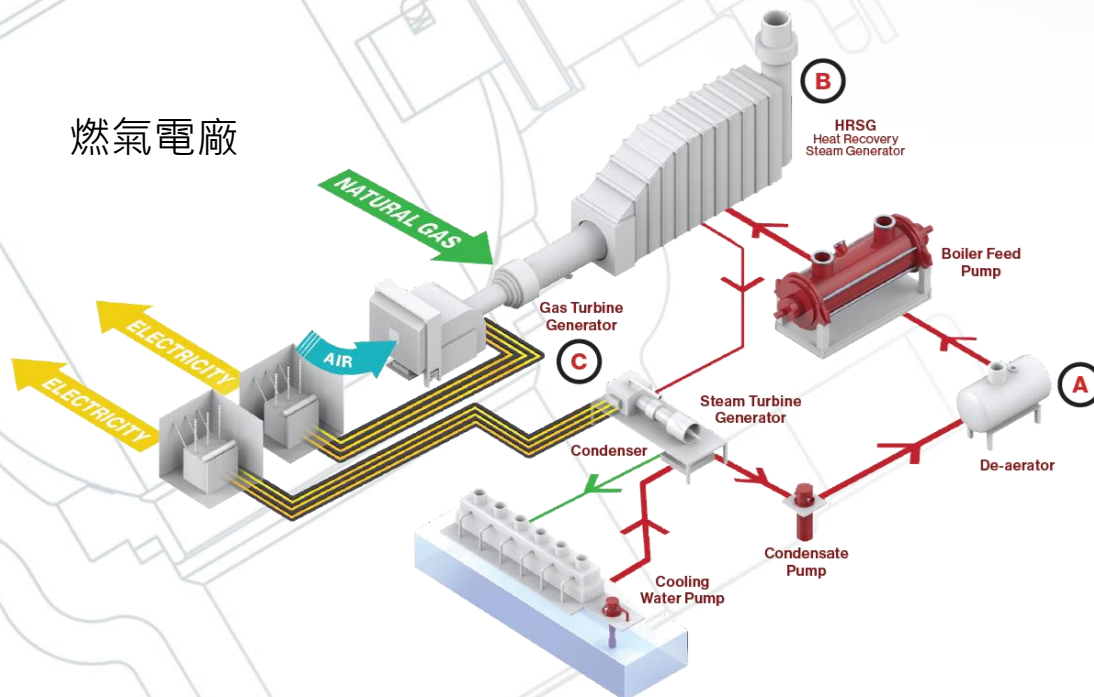 燃氣電廠
B
HRSG
Heat Recovery
Steam Generator
NATURAL GAS
Boiler Feed
Pump
Gas Turbine
Generator
ELECTRICITY
AIR
C
A
ELECTRICITY
Steam Turbine
Generator
Condenser
De-aerator
Condensate
Pump
Cooling
Water Pump